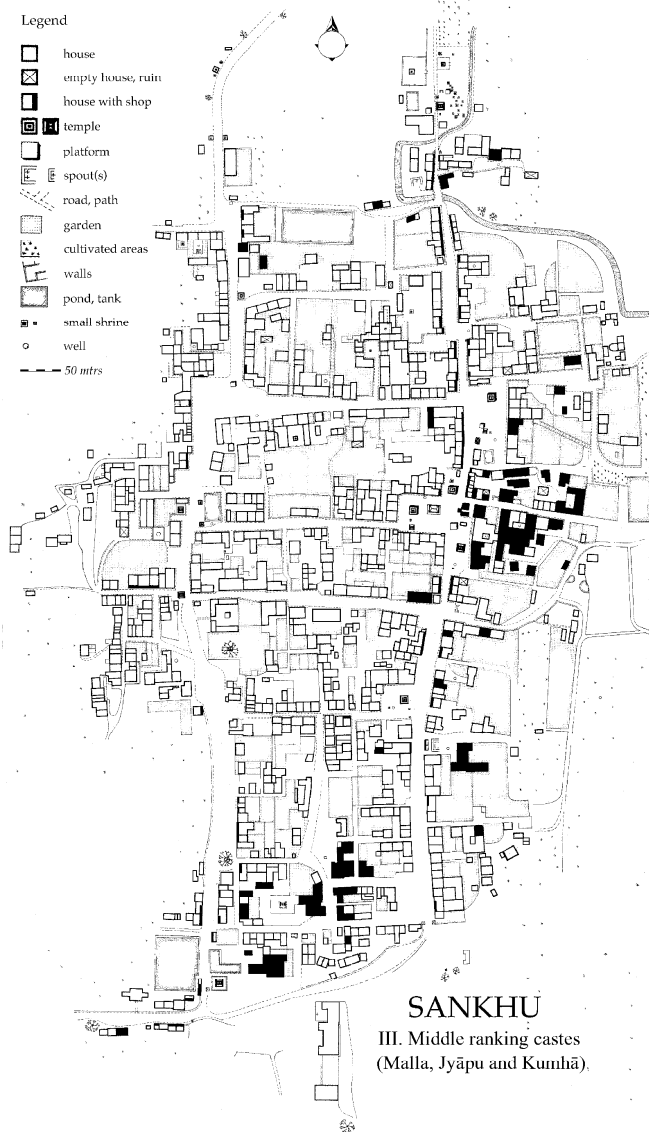 Legend
house
empty house, ruin
house with shop
temple
platform
spout(s)
road, path
garden
cultivated areas
walls
pond, tank
small shrine
well
50 mtrs
SANKHU
III. Middle ranking castes
(Malla, Jyāpu and Kumhā)